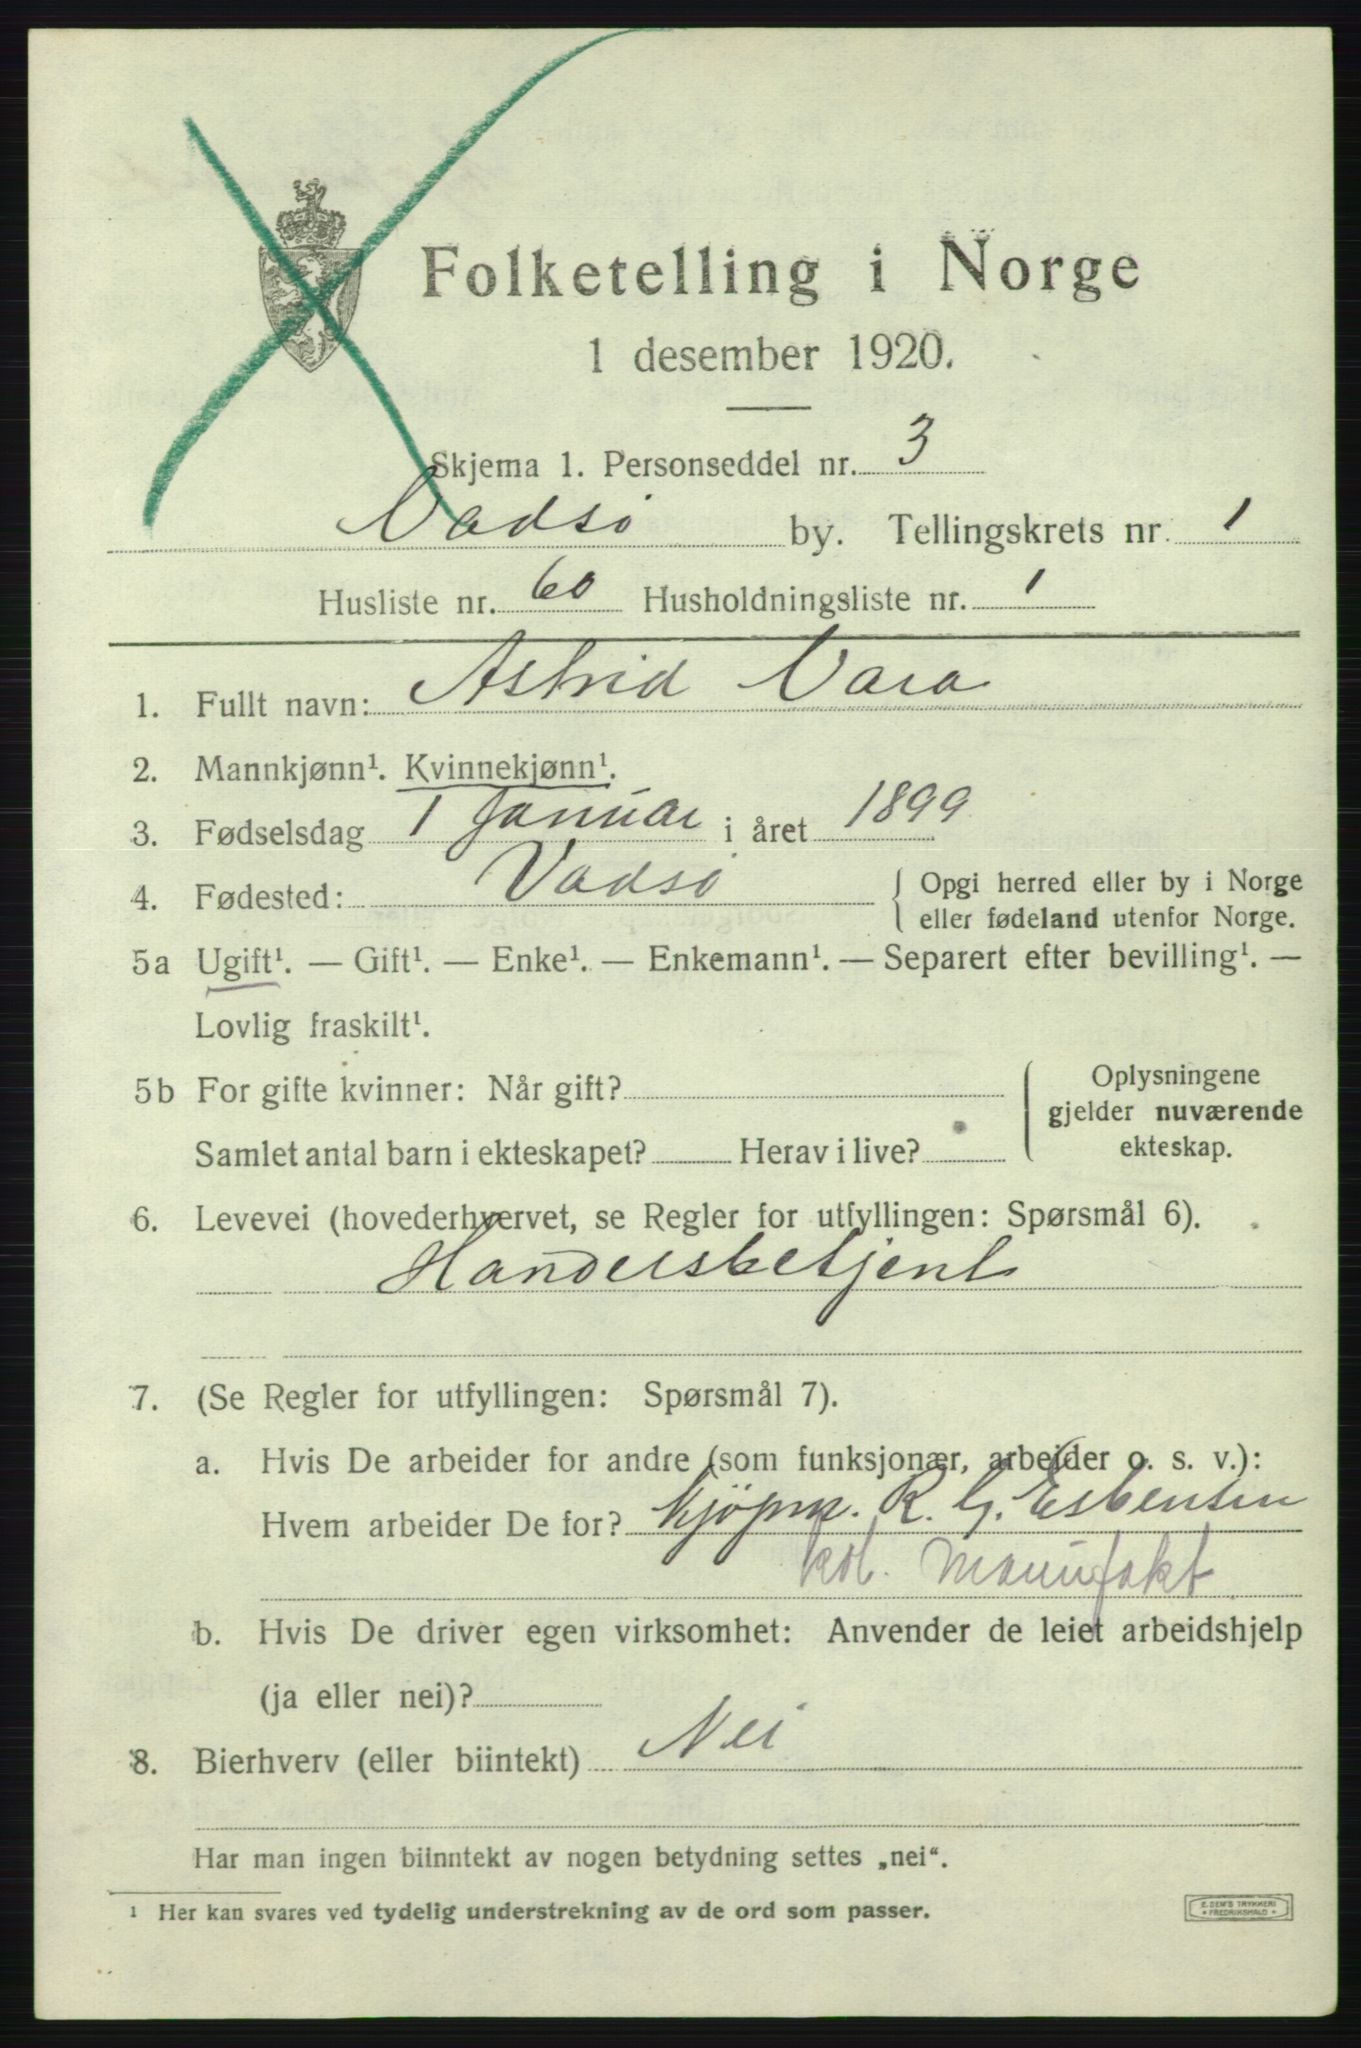 Folketelling i Norge
1 desember 1920.
Skjema 1. Personseddel nr. 3
Vadsö by. Tellingskrets nr. 1
Husliste nr. 60 Husholdningsliste nr. 1
1. Fullt navn: Astrid Vara
2. Mannkjønn¹. Kvinnekjønn¹.
3. Fødselsdag 1 Januar i året 1899
4. Fødested: Vadsö { Opgi herred eller by i Norge
eller fødeland utenfor Norge.
5a Ugift¹. — Gift¹. — Enke¹. — Enkemann¹. — Separert efter bevilling¹. —
Lovlig fraskilt¹.
5b For gifte kvinner: Når gift?
Samlet antal barn i ekteskapet? Herav i live?
{ Oplysningene
gjelder nuværende
ekteskap.
6. Levevei (hovederhvervet, se Regler for utfyllingen: Spørsmål 6).
Handelsbetjent
7. (Se Regler for utfyllingen: Spørsmål 7).
a. Hvis De arbeider for andre (som funksjonær, arbeider o. s. v.):
Hvem arbeider De for? Kjöpm. R. G. Esbensen
kol. Manufakt
b. Hvis De driver egen virksomhet: Anvender de leiet arbeidshjelp
(ja eller nei)?
8. Bierhverv (eller biintekt) Nei
Har man ingen biinntekt av nogen betydning settes „nei“.
¹ Her kan svares ved tydelig understrekning av de ord som passer.
E. SEM'S TRYKKERI
FREDRIKSHALD